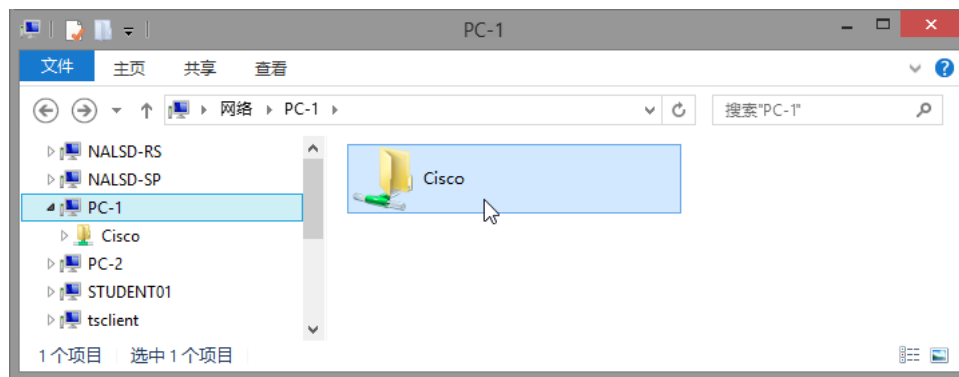 PC-1
文件 主页 共享 查看
网络 PC-1 搜索"PC-1"
NALSD-RS
NALSD-SP
PC-1
Cisco
PC-2
STUDENT01
tsclient
Cisco
1个项目 选中1个项目